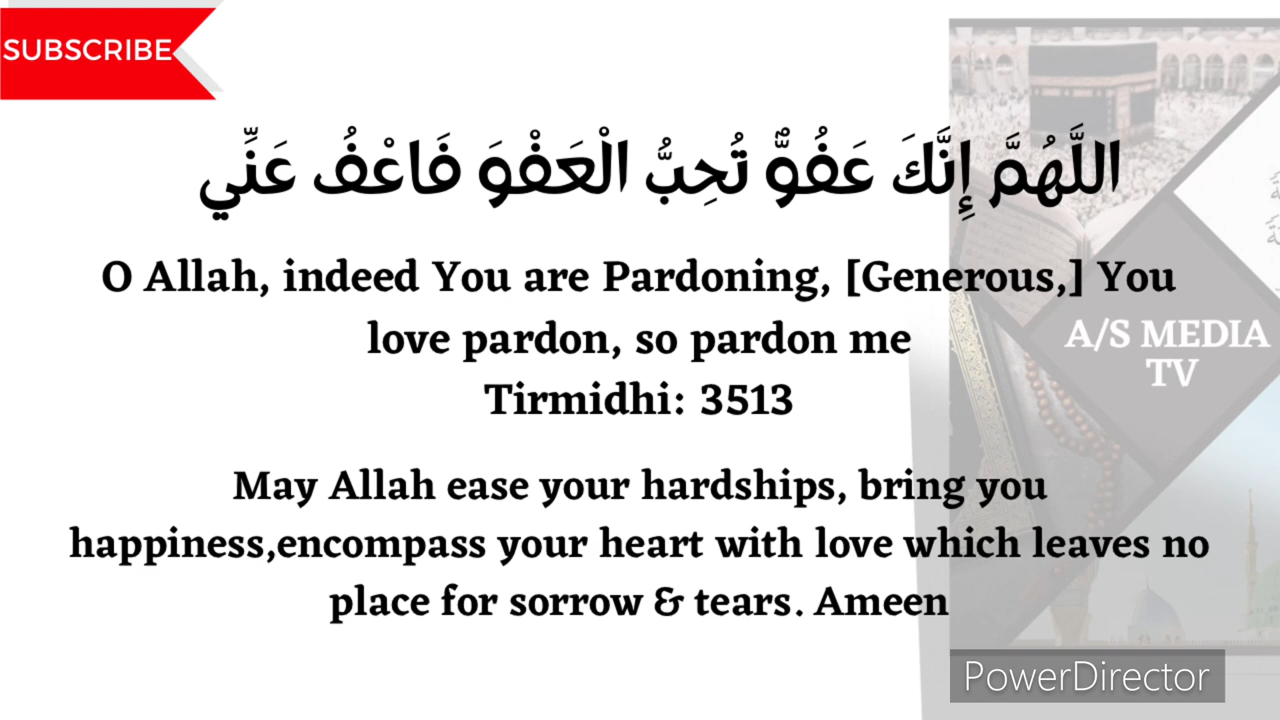 SUBSCRIBE
اللَّهُمَّ إِنَّكَ عَفُوٌّ تُحِبُّ الْعَفْوَ فَاعْفُ عَنِّي
O Allah, indeed You are Pardoning, [Generous,] You
love pardon, so pardon me
Tirmidhi: 3513
A/S MEDIA
TV
May Allah ease your hardships, bring you
happiness,encompass your heart with love which leaves no
place for sorrow & tears. Ameen
PowerDirector